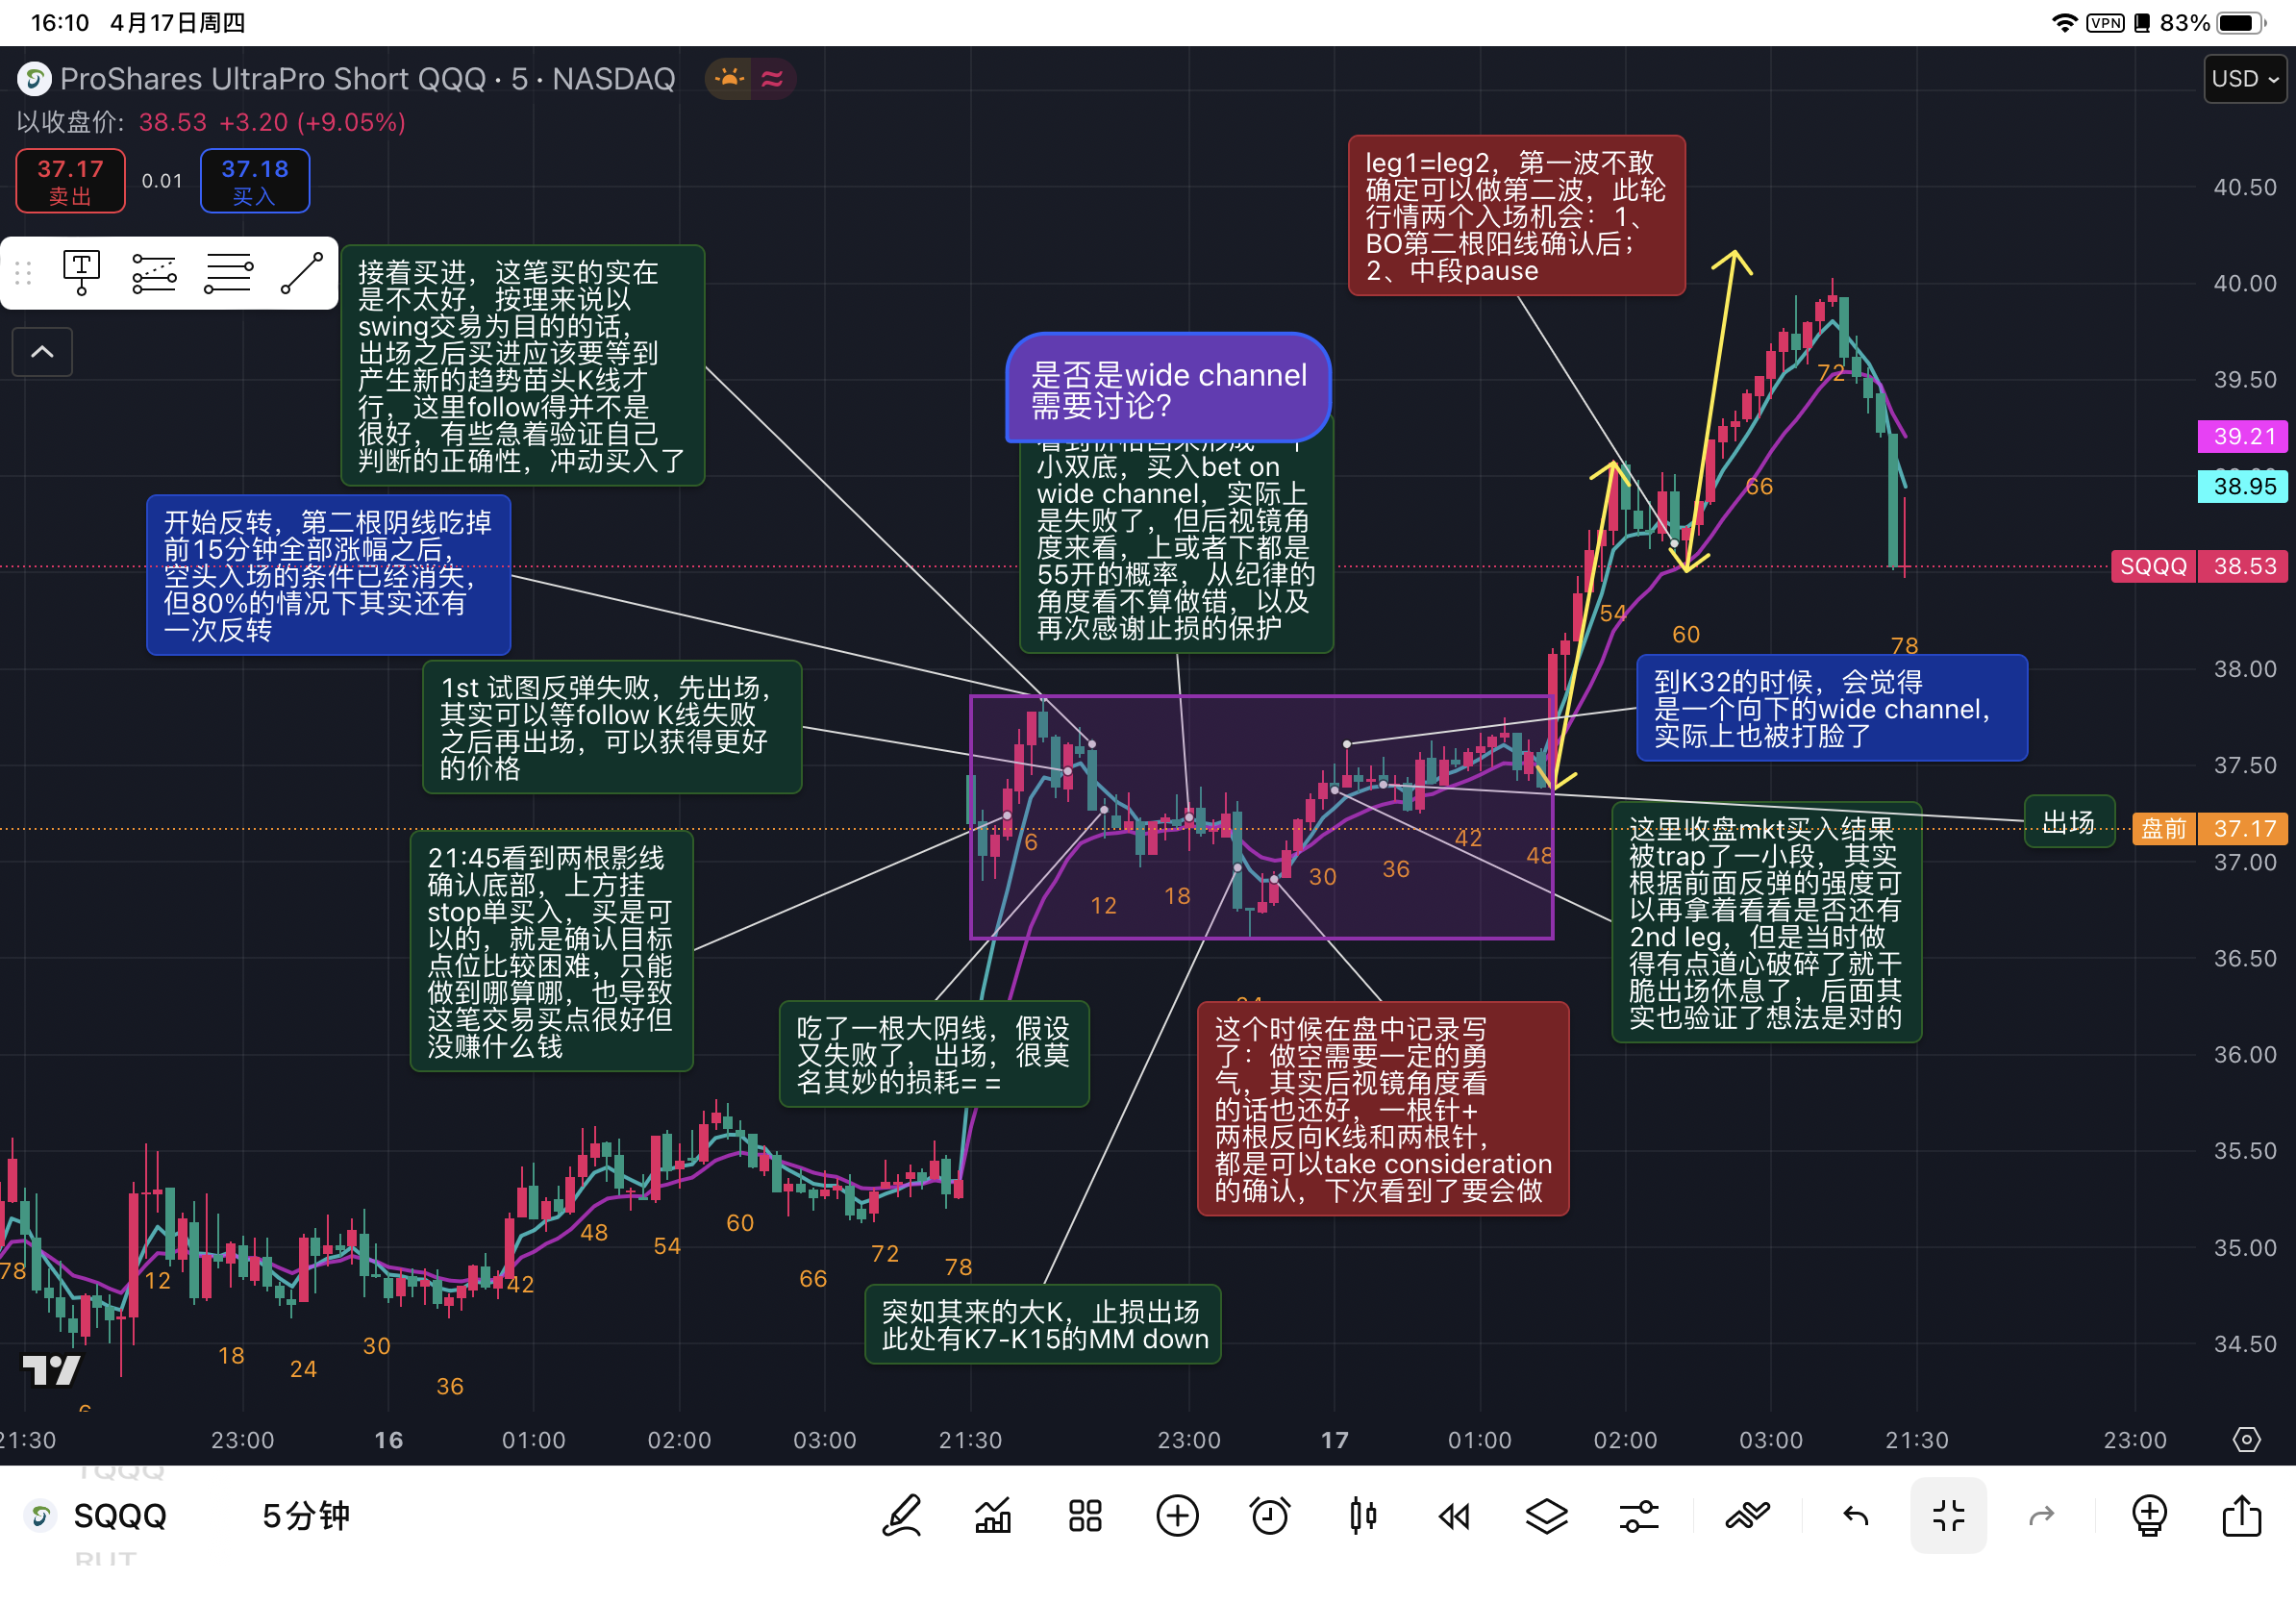 16:10 4月17日周四
VPN 83%
ProShares UltraPro Short QQQ · 5 · NASDAQ
USD
以收盘价: 38.53 +3.20 (+9.05%)
37.17
卖出
0.01
37.18
买入
接着买进，这笔买的实在
是不太好，按理来说以
swing交易为目的的话，
出场之后买进应该要等到
产生新的趋势苗头K线才
行，这里follow得并不是
很好，有些急着验证自己
判断的正确性，冲动买入了
开始反转，第二根阴线吃掉
前15分钟全部涨幅之后，
空头入场的条件已经消失，
但80%的情况下其实还有
一次反转
1st 试图反弹失败，先出场，
其实可以等follow K线失败
之后再出场，可以获得更好
的价格
21:45看到两根影线
确认底部，上方挂
stop单买入，买是可
以的，就是确认目标
点位比较困难，只能
做到哪算哪，也导致
这笔交易买点很好但
没赚什么钱
是否是wide channel
需要讨论?
小双底，买入bet on
wide channel，实际上
是失败了，但后视镜角
度来看，上或者下都是
55开的概率，从纪律的
角度看不算做错，以及
再次感谢止损的保护
leg1=leg2，第一波不敢
确定可以做第二波，此轮
行情两个入场机会：1、
BO第二根阳线确认后；
2、中段pause
到K32的时候，会觉得
是一个向下的wide channel，
实际上也被打脸了
出场
这里收盘mkt买入结果
被trap了一小段，其实
根据前面反弹的强度可
以再拿着看看是否还有
2nd leg，但是当时做
得有点道心破碎了就干
脆出场休息了，后面其
实也验证了想法是对的
吃了一根大阴线，假设
又失败了，出场，很莫
名其妙的损耗= =
这个时候在盘中记录写
了：做空需要一定的勇
气，其实后视镜角度看
的话也还好，一根针+
两根反向K线和两根针，
都是可以take consideration
的确认，下次看到了要会做
突如其来的大K，止损出场
此处有K7-K15的MM down
78
12
18
24
30
36
42
48
54
60
66
72
78
6
12
18
30
36
42
48
54
60
66
72
78
40.50
40.00
39.50
39.21
38.95
SQQQ 38.53
38.00
37.50
盘前 37.17
37.00
36.50
36.00
35.50
35.00
34.50
21:30 23:00 16 01:00 02:00 03:00 21:30 23:00 17 01:00 02:00 03:00 21:30 23:00
TQQQ
SQQQ 5分钟
RUT